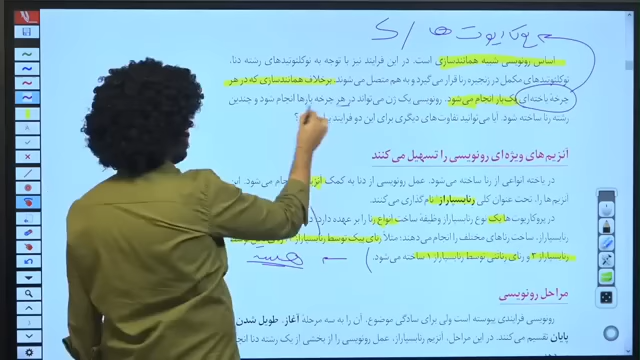 یوکاریوت ها / S
اساس رونویسی شبیه همانندسازی است. در این فرایند نیز با توجه به نوکلئوتیدهای رشته دنا،
نوکلئوتیدهای مکمل در زنجیره رنا قرار می‌گیرد و به هم متصل می‌شوند. برخلاف همانندسازی که در هر
چرخهٔ یاخته‌ای یک بار انجام می‌شود، رونویسی یک ژن می‌تواند در هر چرخه بارها انجام شود و چندین
رشته رنا ساخته شود. آیا می‌توانید تفاوت‌های دیگری برای این دو فرایند
آنزیم های ویژه ای رونویسی را تسهیل می کنند
در یاخته انواعی از رنا ساخته می‌شود. عمل رونویسی از دنا به کمک انجام می‌شود. این
آنزیم‌ها را، تحت عنوان کلی رنابسپاراز نام‌گذاری می‌کنند.
در پروکاریوت‌ها یک نوع رنابسپاراز وظیفهٔ ساخت انواع رنا را بر عهده دارد.
رنابسپاراز، ساخت رناهای مختلف را انجام می‌دهند؛ مثلاً رنای پیک توسط رنابسپاراز
رنابسپاراز ۳ و رنای رناتنی توسط رنابسپاراز ۱ ساخته می‌شود.
هسته
مراحل رونویسی
رونویسی فرایندی پیوسته است ولی برای سادگی موضوع، آن را به سه مرحلهٔ آغاز، طویل شدن
پایان تقسیم می‌کنند. در این مراحل، آنزیم رنابسپاراز، عمل رونویسی را از بخشی از یک رشته دنا انجام